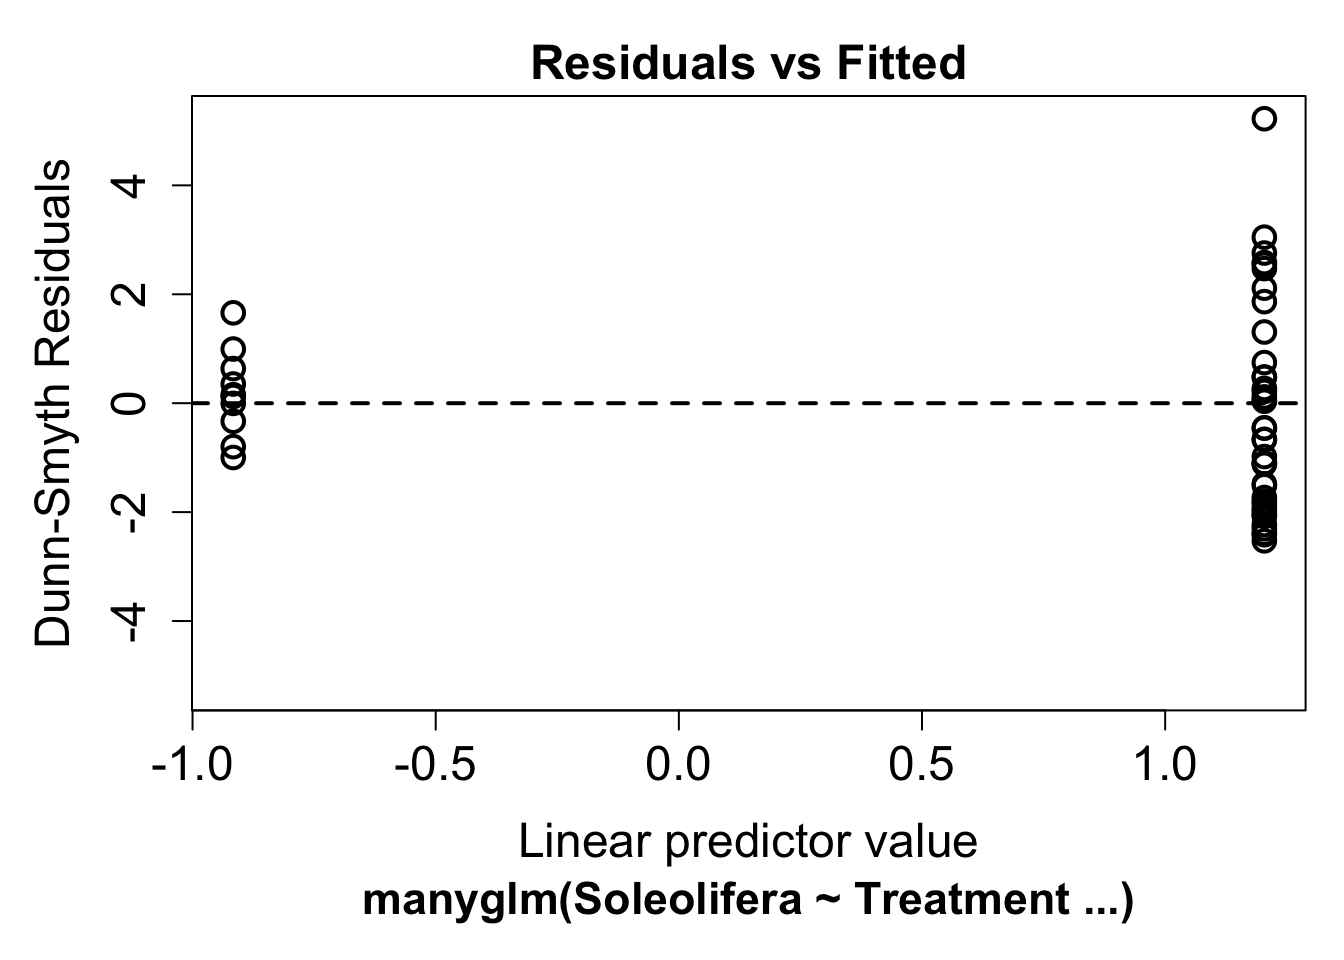 Residuals vs Fitted
Dunn-Smyth Residuals
4
2
0
-2
-4
-1.0 -0.5 0.0 0.5 1.0
Linear predictor value
manyglm(Soleolifera ~ Treatment ...)